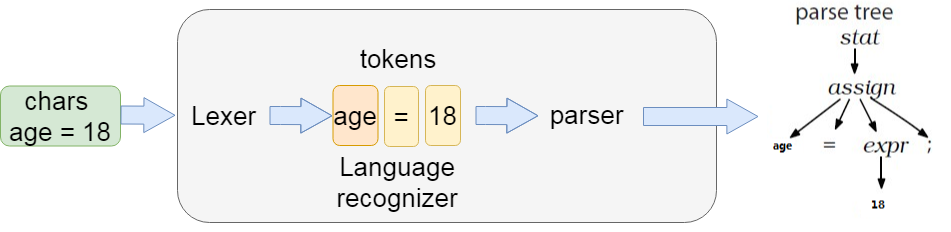 chars
age = 18
Lexer
tokens
age = 18
Language
recognizer
parser
parse tree
stat
assign
age = expr ;
18